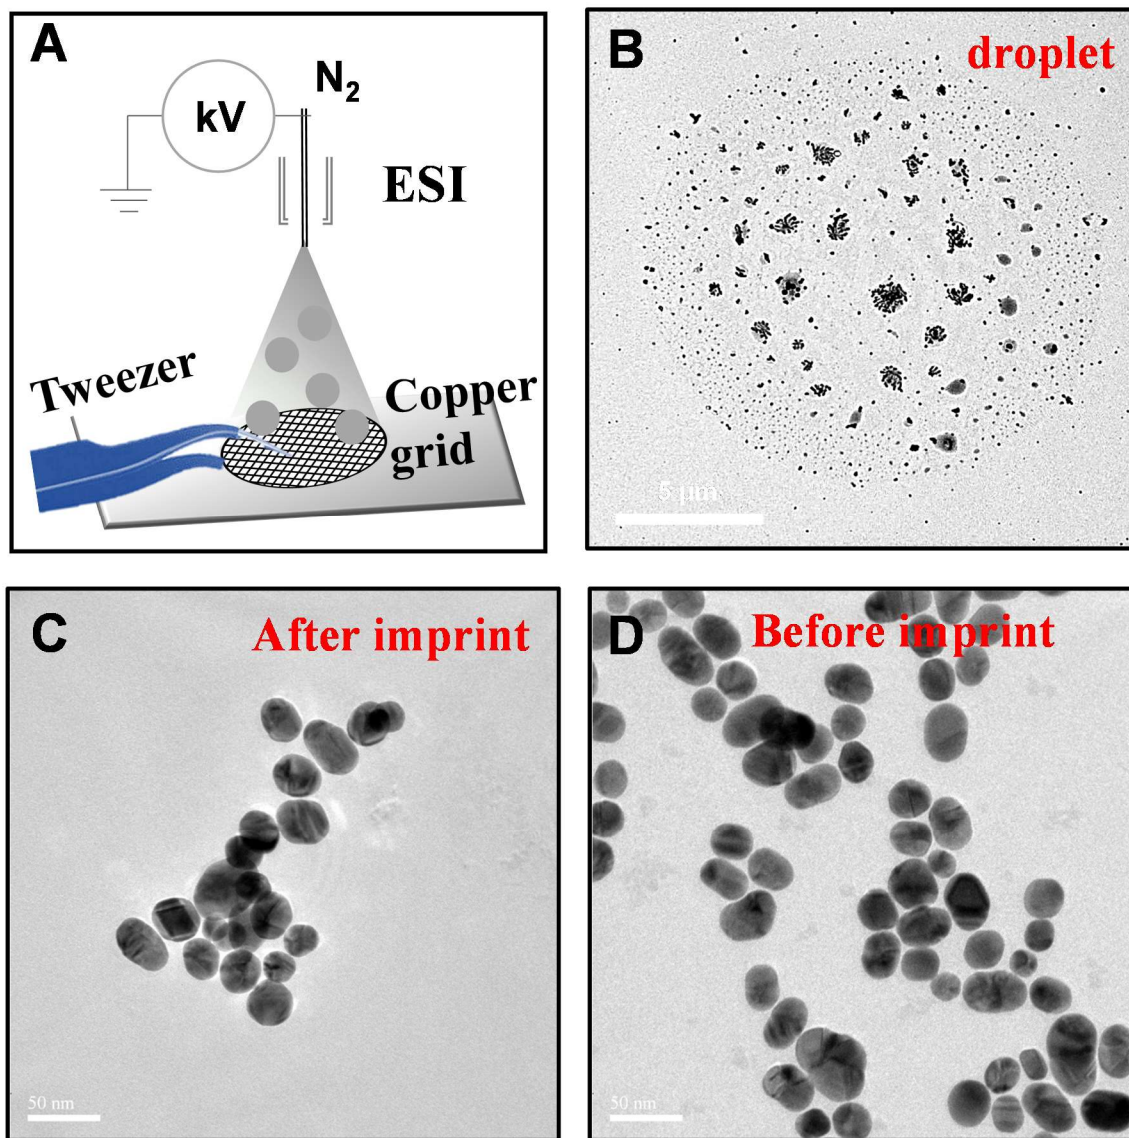 A
N2
kV
ESI
Tweezer
Copper
grid
B
droplet
5 μm
C
After imprint
50 nm
D
Before imprint
50 nm